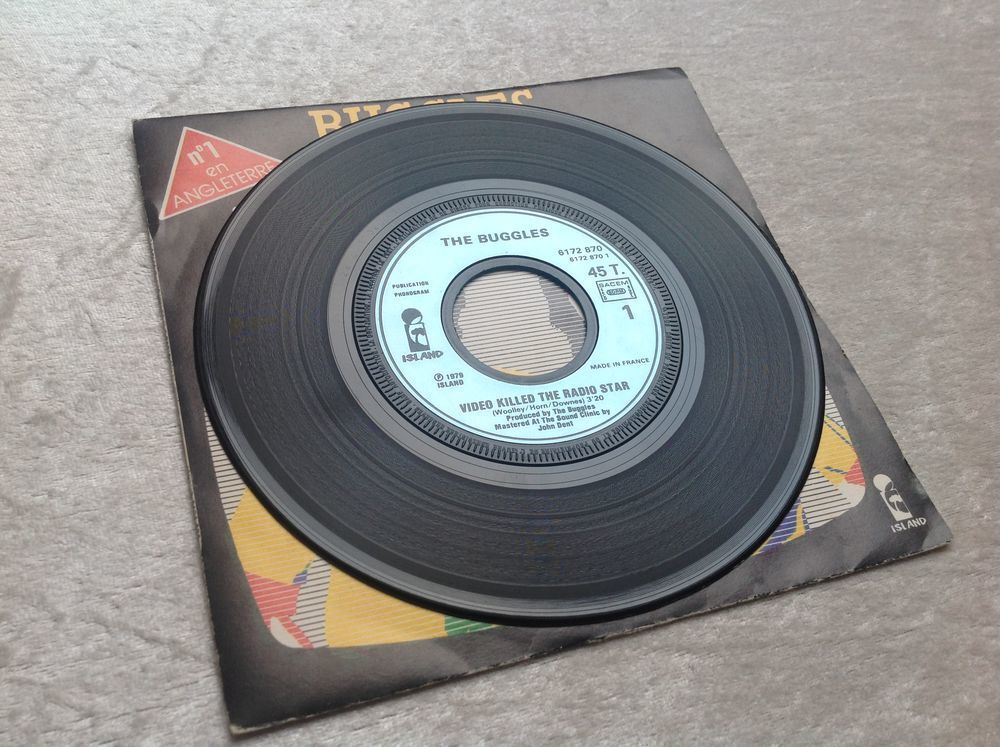 BUGGLES
n°1
en
ANGLETERRE
THE BUGGLES
6172 870
6172 870 1
45 T.
SACEM
1
PUBLICATION
PHONOGRAM
ISLAND
MADE IN FRANCE
℗ 1979
ISLAND
VIDEO KILLED THE RADIO STAR
(Woolley/Horn/Downes) 3'20
Produced by The Buggles
Mastered At The Sound Clinic by
John Dent
ISLAND